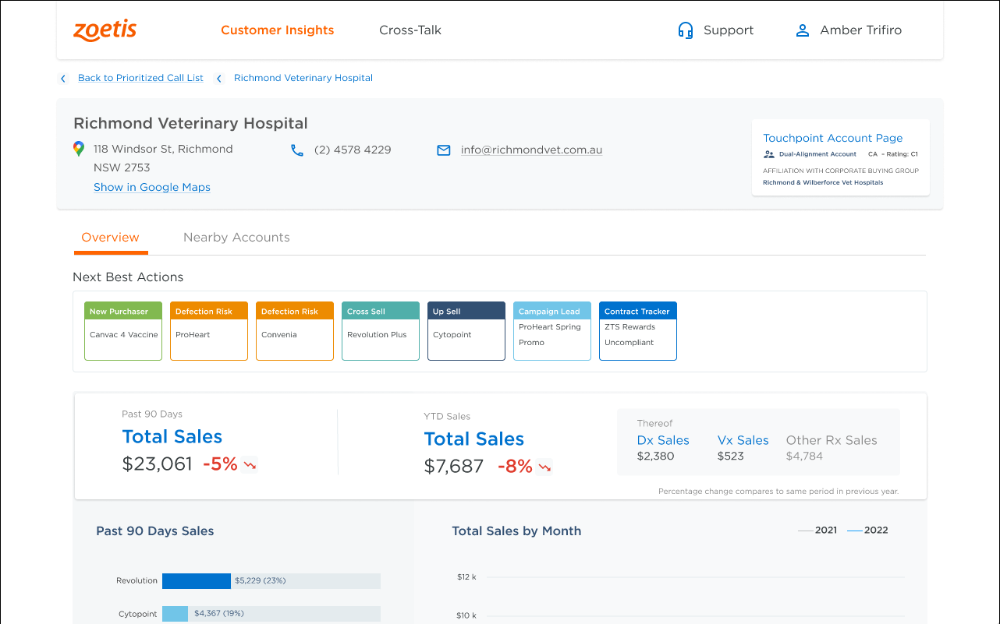 zoetis
Customer Insights
Cross-Talk
Support
Amber Trifiro
Back to Prioritized Call List
Richmond Veterinary Hospital
Richmond Veterinary Hospital
118 Windsor St, Richmond
NSW 2753
Show in Google Maps
(2) 4578 4229
info@richmondvet.com.au
Touchpoint Account Page
Dual-Alignment Account CA – Rating: C1
AFFILIATION WITH CORPORATE BUYING GROUP
Richmond & Wilberforce Vet Hospitals
Overview
Nearby Accounts
Next Best Actions
New Purchaser
Canvac 4 Vaccine
Defection Risk
ProHeart
Defection Risk
Convenia
Cross Sell
Revolution Plus
Up Sell
Cytopoint
Campaign Lead
ProHeart Spring
Promo
Contract Tracker
ZTS Rewards
Uncompliant
Past 90 Days
Total Sales
$23,061 -5%
YTD Sales
Total Sales
$7,687 -8%
Thereof
Dx Sales
$2,380
Vx Sales
$523
Other Rx Sales
$4,784
Percentage change compares to same period in previous year.
Past 90 Days Sales
Revolution $5,229 (23%)
Cytopoint $4,367 (19%)
Total Sales by Month
2021 2022
$12 k
$10 k